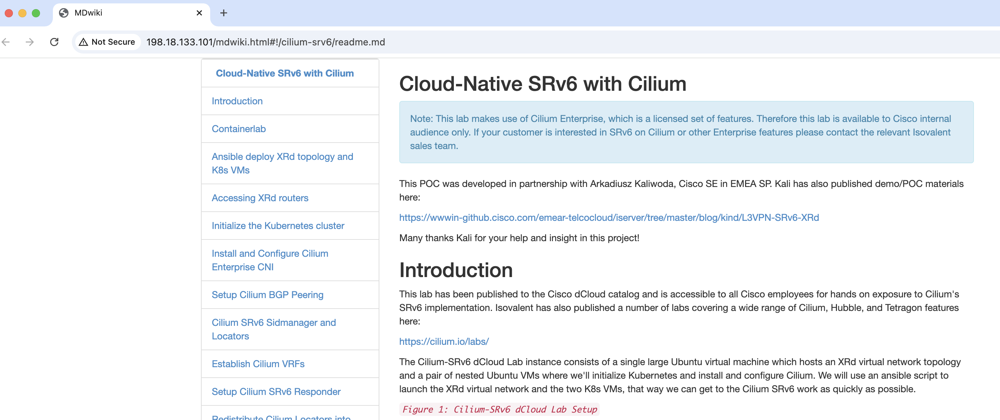 MDwiki
Not Secure 198.18.133.101/mdwiki.html#!/cilium-srv6/readme.md
Cloud-Native SRv6 with Cilium
Introduction
Containerlab
Ansible deploy XRd topology and
K8s VMs
Accessing XRd routers
Initialize the Kubernetes cluster
Install and Configure Cilium
Enterprise CNI
Setup Cilium BGP Peering
Cilium SRv6 Sidmanager and
Locators
Establish Cilium VRFs
Setup Cilium SRv6 Responder
Redistribute Cilium Locators into
Cloud-Native SRv6 with Cilium
Note: This lab makes use of Cilium Enterprise, which is a licensed set of features. Therefore this lab is available to Cisco internal
audience only. If your customer is interested in SRv6 on Cilium or other Enterprise features please contact the relevant Isovalent
sales team.
This POC was developed in partnership with Arkadiusz Kaliwoda, Cisco SE in EMEA SP. Kali has also published demo/POC materials
here:
https://wwwin-github.cisco.com/emear-telcocloud/iserver/tree/master/blog/kind/L3VPN-SRv6-XRd
Many thanks Kali for your help and insight in this project!
Introduction
This lab has been published to the Cisco dCloud catalog and is accessible to all Cisco employees for hands on exposure to Cilium's
SRv6 implementation. Isovalent has also published a number of labs covering a wide range of Cilium, Hubble, and Tetragon features
here:
https://cilium.io/labs/
The Cilium-SRv6 dCloud Lab instance consists of a single large Ubuntu virtual machine which hosts an XRd virtual network topology
and a pair of nested Ubuntu VMs where we'll initialize Kubernetes and install and configure Cilium. We will use an ansible script to
launch the XRd virtual network and the two K8s VMs, that way we can get to the Cilium SRv6 work as quickly as possible.
Figure 1: Cilium-SRv6 dCloud Lab Setup